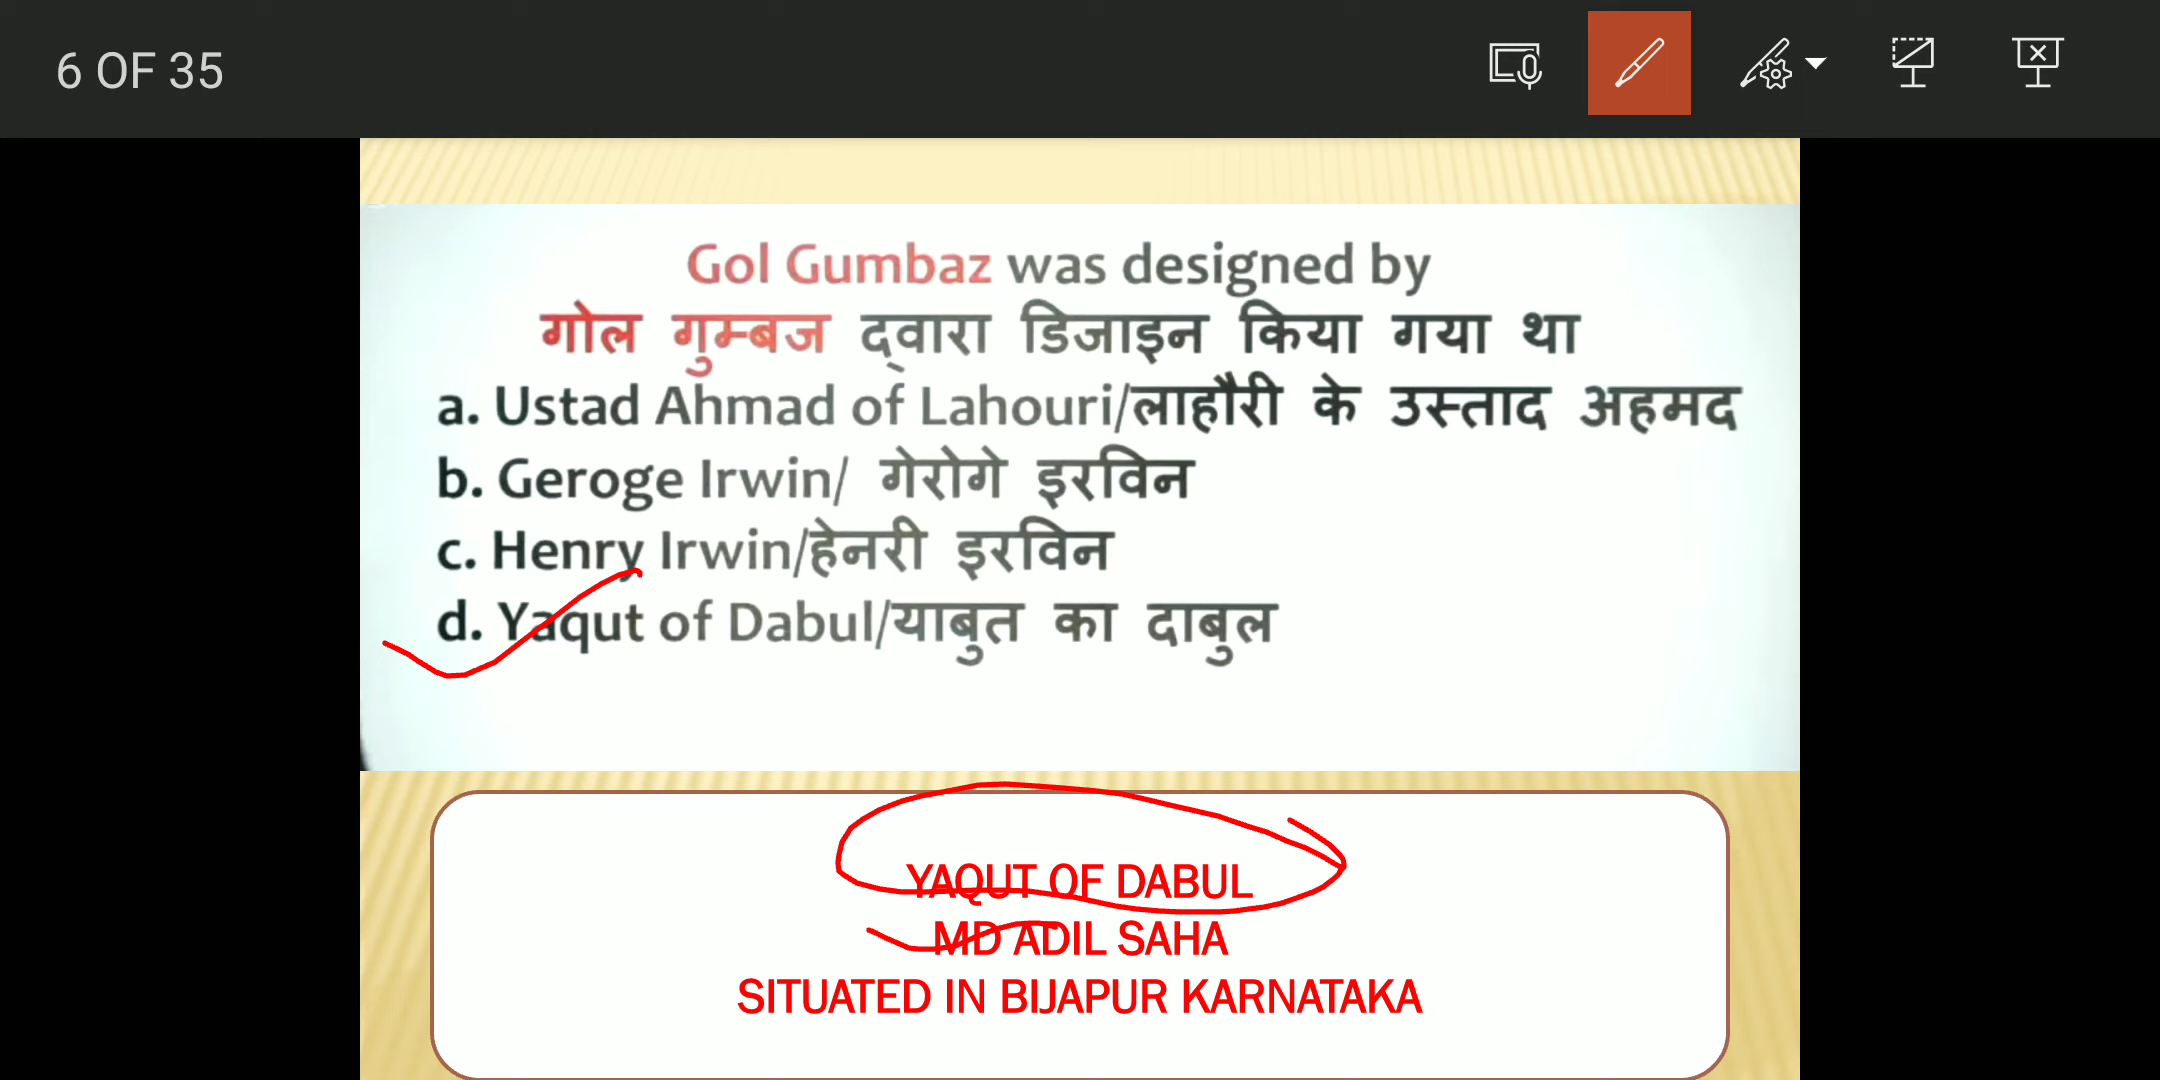 6 OF 35
Gol Gumbaz was designed by
गोल गुम्बज द्वारा डिजाइन किया गया था
a. Ustad Ahmad of Lahouri/लाहौरी के उस्ताद अहमद
b. Geroge Irwin/ गेरोगे इरविन
c. Henry Irwin/हेनरी इरविन
d. Yaqut of Dabul/याबुत का दाबुल
YAQUT OF DABUL
MD ADIL SAHA
SITUATED IN BIJAPUR KARNATAKA